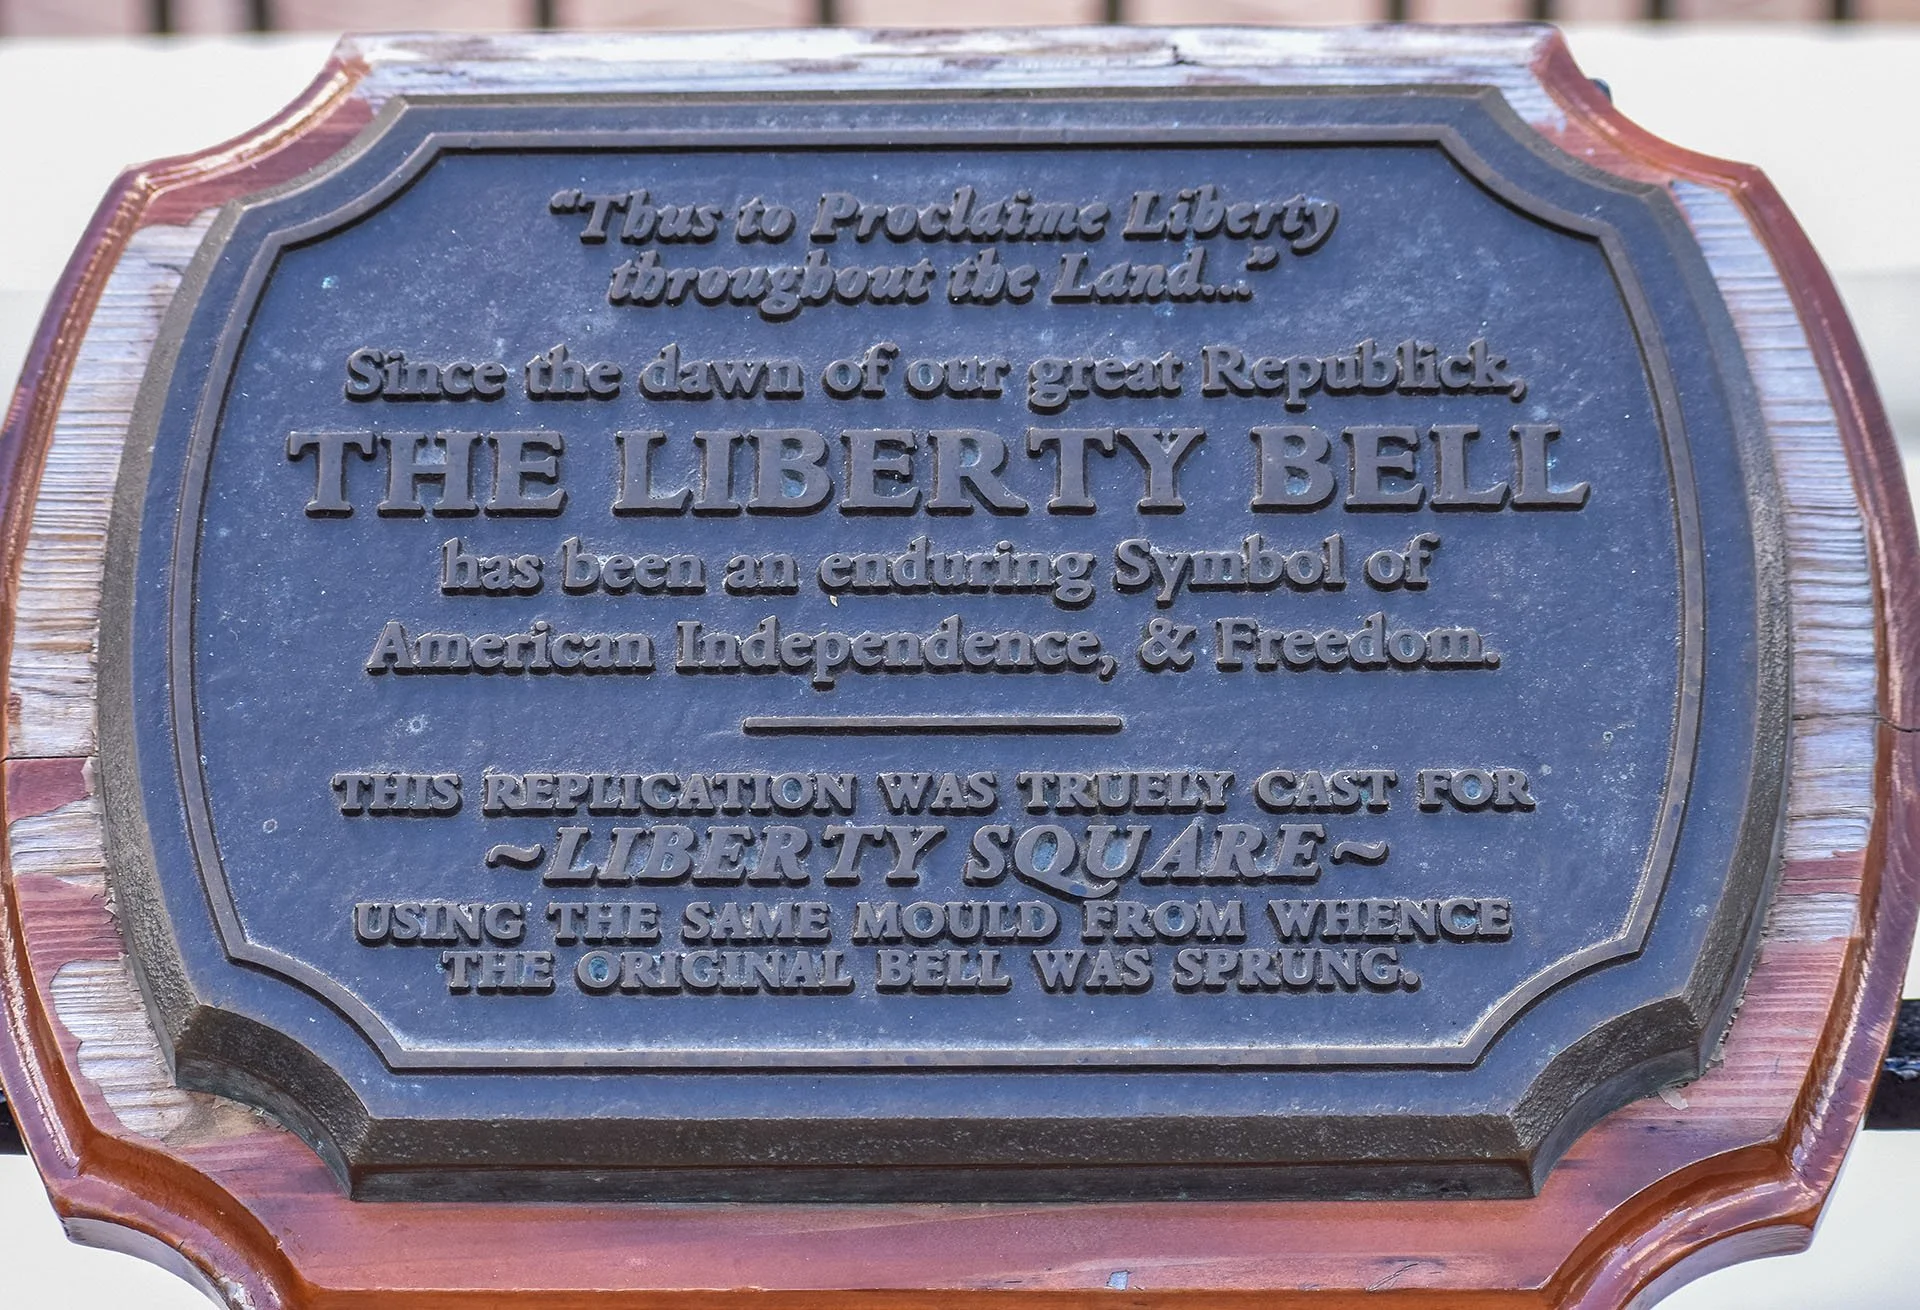 “Thus to Proclaime Liberty
throughout the Land...”
Since the dawn of our great Republick,
THE LIBERTY BELL
has been an enduring Symbol of
American Independence, & Freedom.
THIS REPLICATION WAS TRUELY CAST FOR
~LIBERTY SQUARE~
USING THE SAME MOULD FROM WHENCE
THE ORIGINAL BELL WAS SPRUNG.